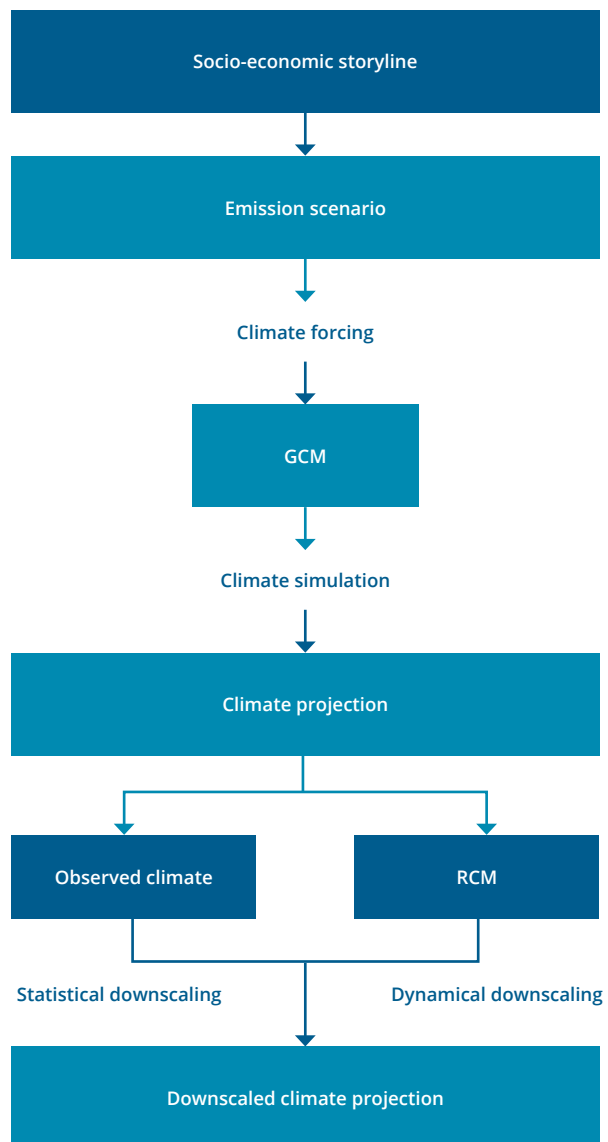 Socio-economic storyline
Emission scenario
Climate forcing
GCM
Climate simulation
Climate projection
Observed climate
RCM
Statistical downscaling
Dynamical downscaling
Downscaled climate projection